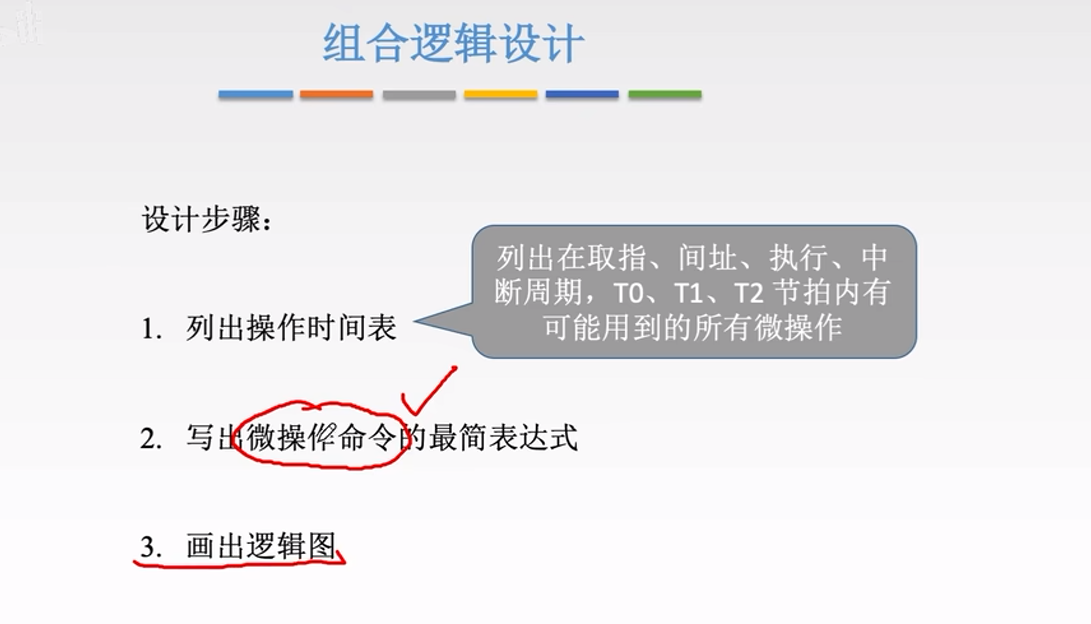 组合逻辑设计
设计步骤：
列出在取指、间址、执行、中
断周期，T0、T1、T2 节拍内有
可能用到的所有微操作
1. 列出操作时间表
2. 写出微操作命令的最简表达式
3. 画出逻辑图